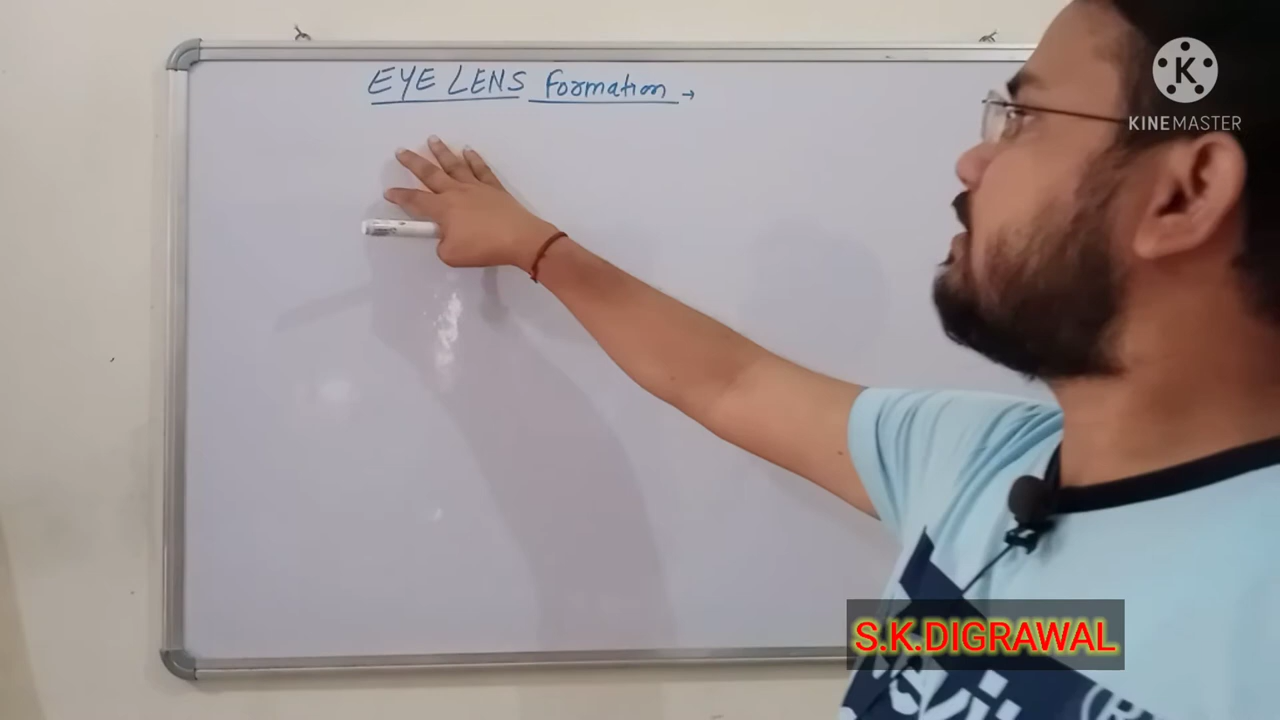 EYE LENS Formation →
K
KINEMASTER
S.K.DIGRAWAL